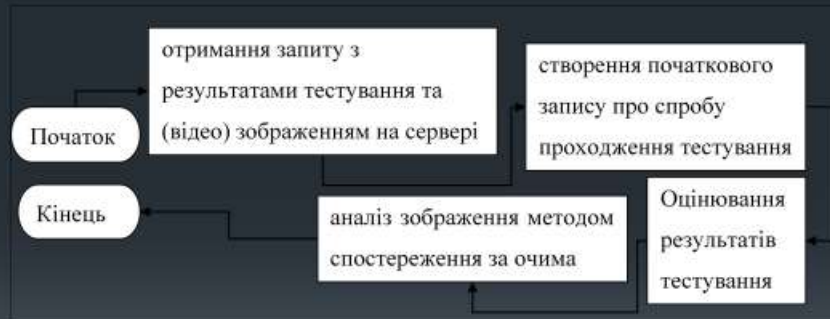 Початок
отримання запиту з
результатами тестування та
(відео) зображенням на сервері
створення початкового
запису про спробу
проходження тестування
Оцінювання
результатів
тестування
аналіз зображення методом
спостереження за очима
Кінець